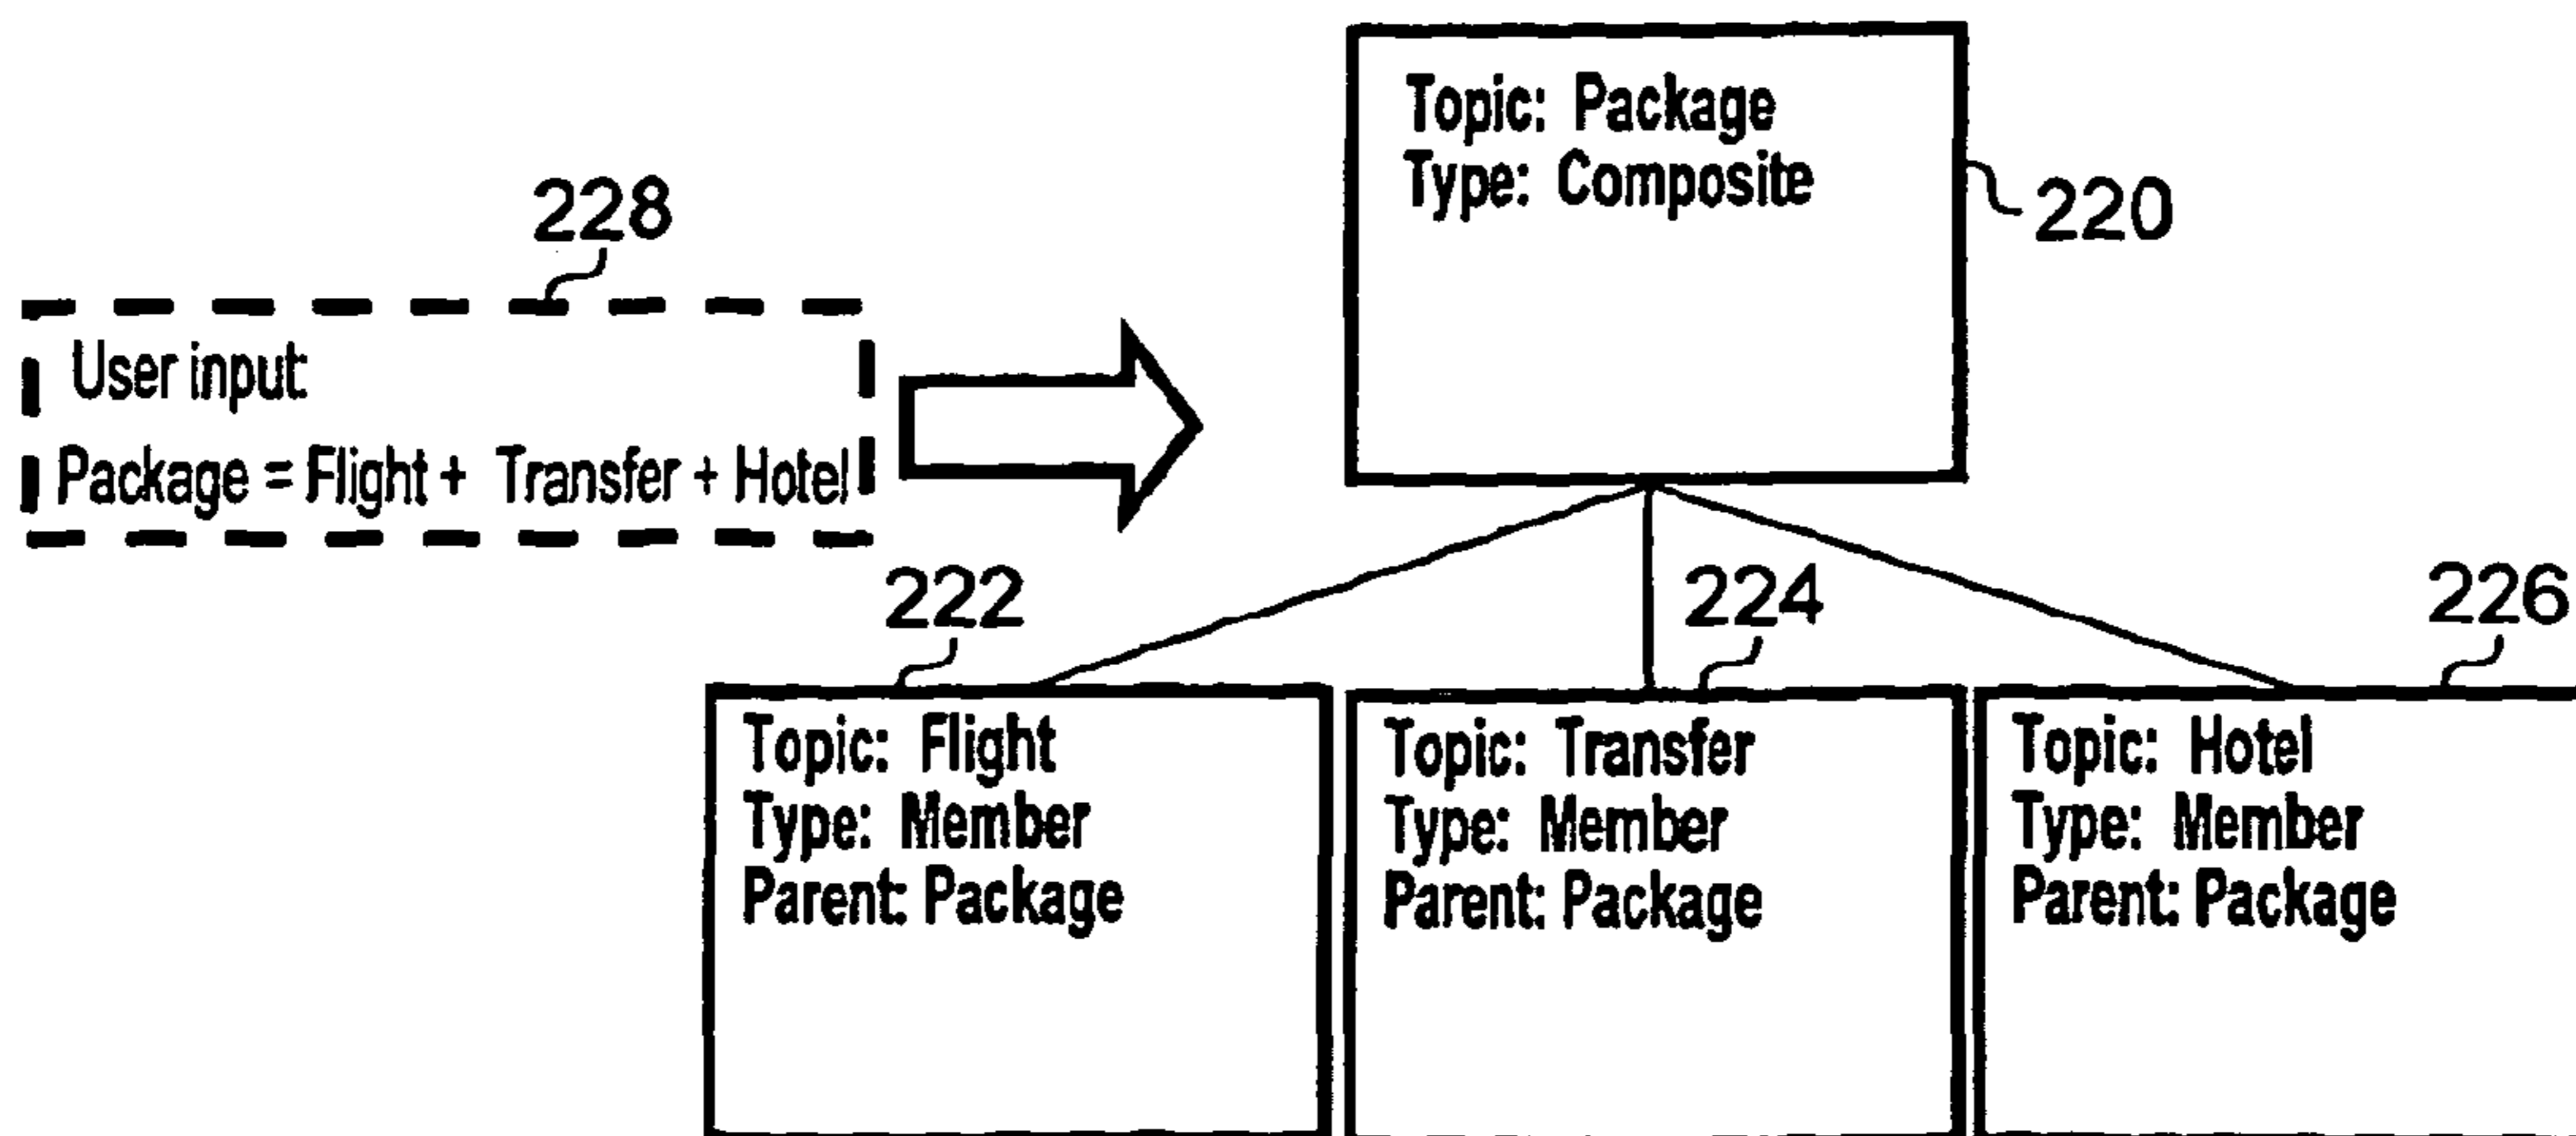 228
User input:
Package = Flight + Transfer + Hotel
Topic: Package
Type: Composite
220
222
Topic: Flight
Type: Member
Parent: Package
224
Topic: Transfer
Type: Member
Parent: Package
226
Topic: Hotel
Type: Member
Parent: Package